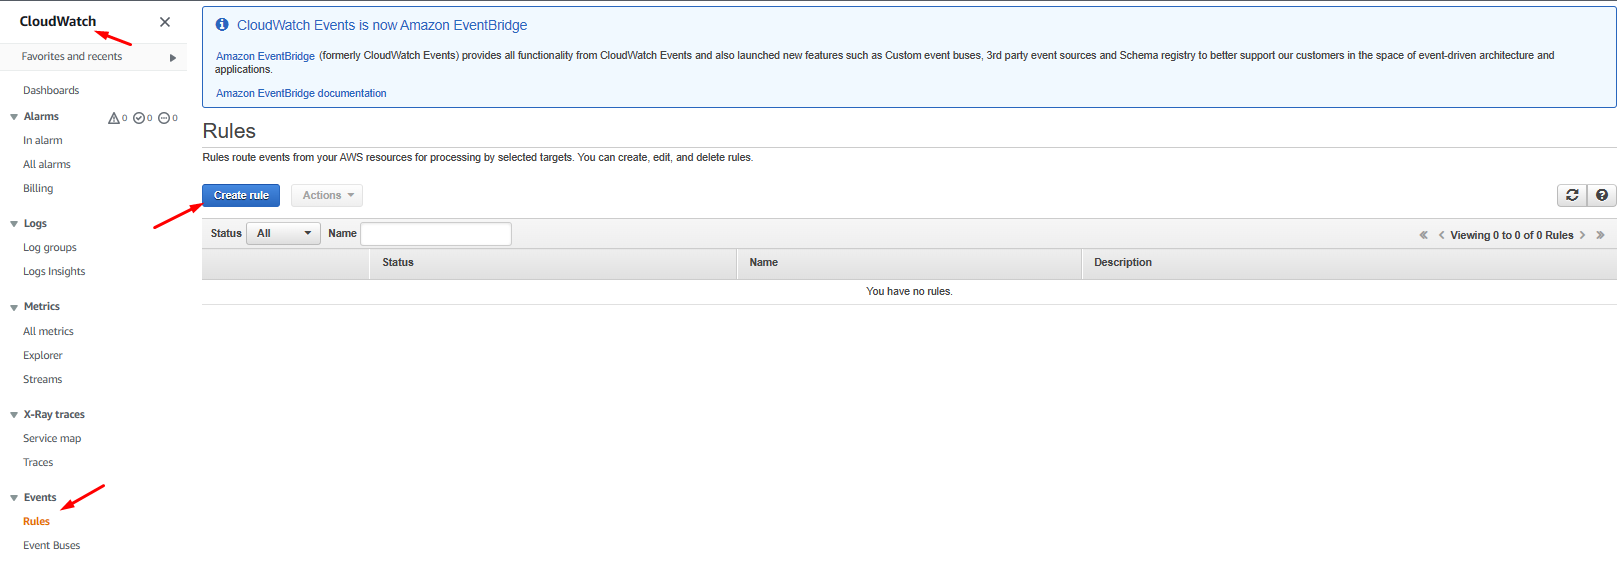 CloudWatch
Favorites and recents
Dashboards
Alarms 0 0 0
In alarm
All alarms
Billing
Logs
Log groups
Logs Insights
Metrics
All metrics
Explorer
Streams
X-Ray traces
Service map
Traces
Events
Rules
Event Buses
CloudWatch Events is now Amazon EventBridge
Amazon EventBridge (formerly CloudWatch Events) provides all functionality from CloudWatch Events and also launched new features such as Custom event buses, 3rd party event sources and Schema registry to better support our customers in the space of event-driven architecture and
applications.
Amazon EventBridge documentation
Rules
Rules route events from your AWS resources for processing by selected targets. You can create, edit, and delete rules.
Create rule Actions
Status All Name Viewing 0 to 0 of 0 Rules
Status Name Description
You have no rules.